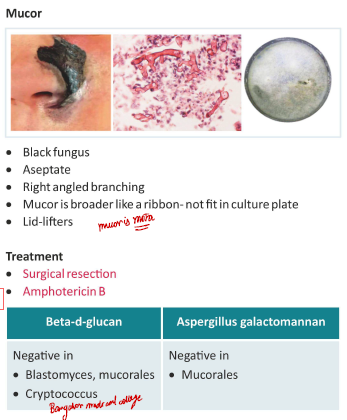 Mucor
• Black fungus
• Aseptate
• Right angled branching
• Mucor is broader like a ribbon- not fit in culture plate
• Lid-lifters
mucor is
Treatment
• Surgical resection
• Amphotericin B
Beta-d-glucan
Aspergillus galactomannan
Negative in
• Blastomyces, mucorales
• Cryptococcus
Negative in
• Mucorales